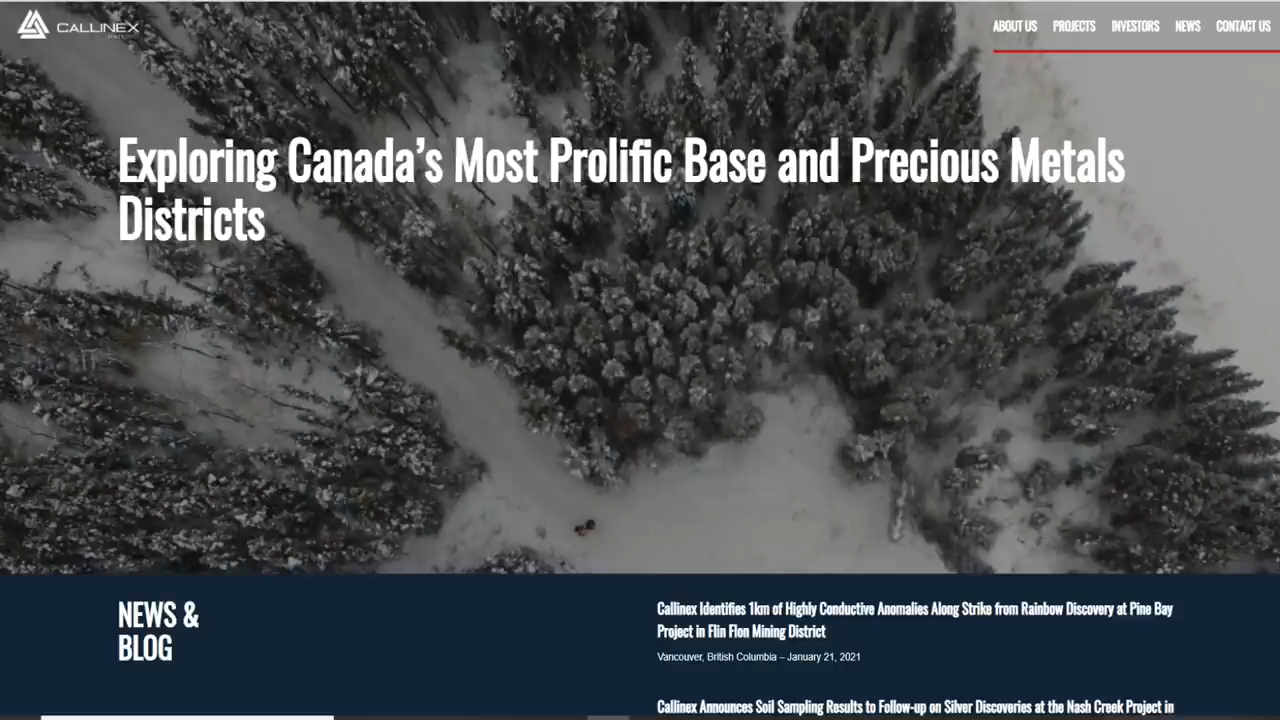 CALLINEX
ABOUT US PROJECTS INVESTORS NEWS CONTACT US
Exploring Canada’s Most Prolific Base and Precious Metals
Districts
NEWS &
BLOG
Callinex Identifies 1km of Highly Conductive Anomalies Along Strike from Rainbow Discovery at Pine Bay
Project in Flin Flon Mining District
Vancouver, British Columbia – January 21, 2021
Callinex Announces Soil Sampling Results to Follow-up on Silver Discoveries at the Nash Creek Project in